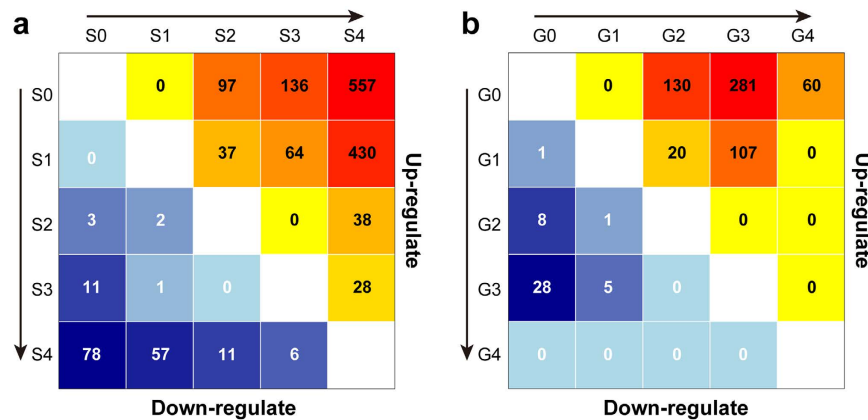 a
S0 S1 S2 S3 S4
S0 0 97 136 557
S1 0 37 64 430
S2 3 2 0 38
S3 11 1 0 28
S4 78 57 11 6
Up-regulate
Down-regulate
b
G0 G1 G2 G3 G4
G0 0 130 281 60
G1 1 20 107 0
G2 8 1 0 0
G3 28 5 0 0
G4 0 0 0 0
Up-regulate
Down-regulate